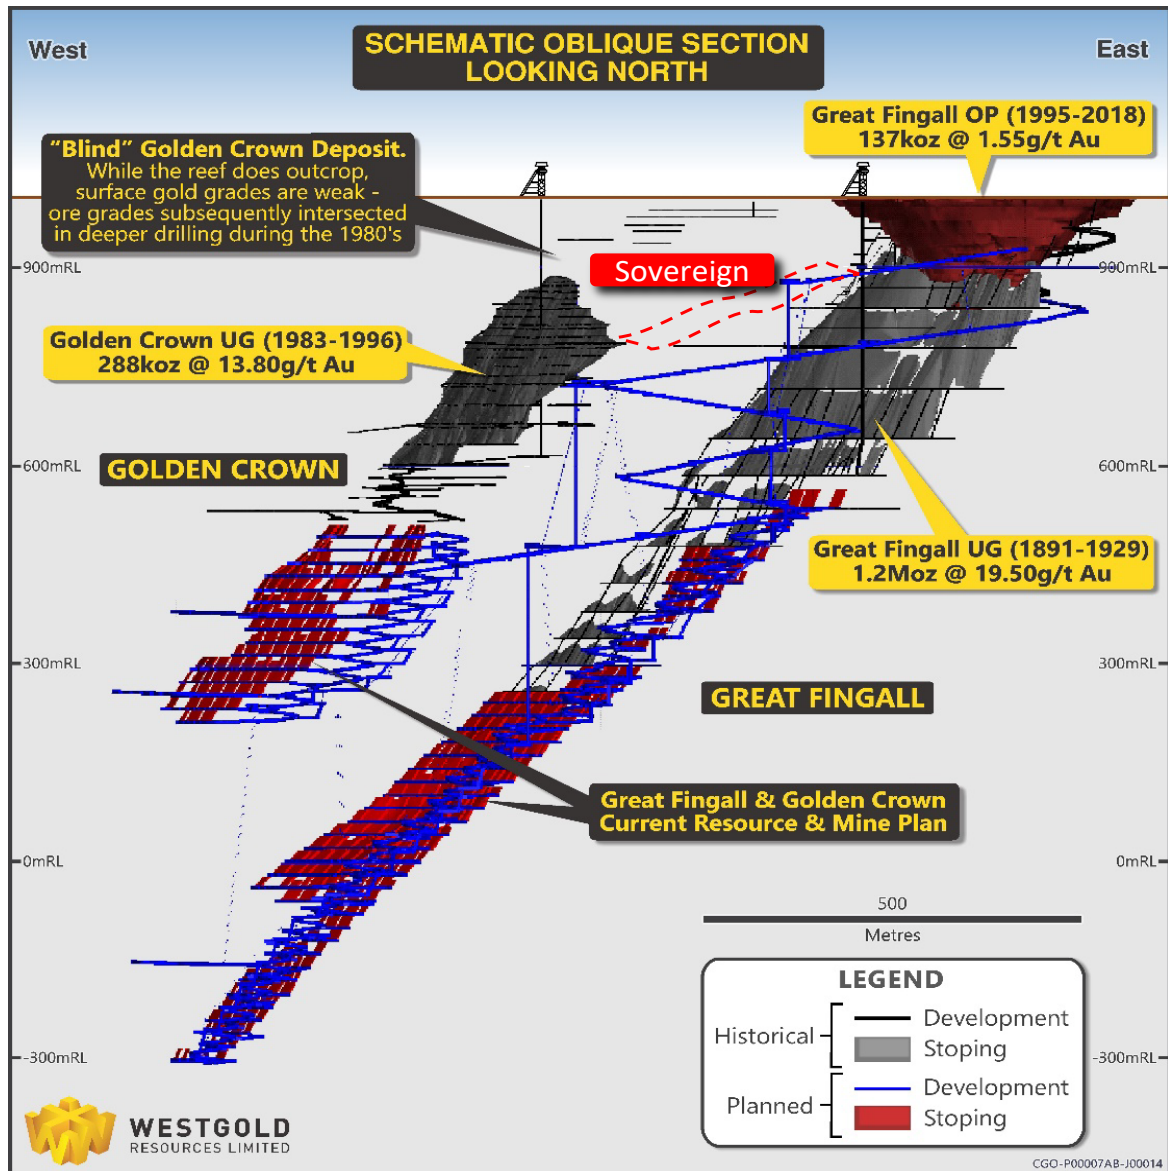 West
SCHEMATIC OBLIQUE SECTION
LOOKING NORTH
East
Great Fingall OP (1995-2018)
137koz @ 1.55g/t Au
"Blind" Golden Crown Deposit.
While the reef does outcrop,
surface gold grades are weak -
ore grades subsequently intersected
in deeper drilling during the 1980's
900mRL
Sovereign
900mRL
Golden Crown UG (1983-1996)
288koz @ 13.80g/t Au
GOLDEN CROWN
600mRL
600mRL
Great Fingall UG (1891-1929)
1.2Moz @ 19.50g/t Au
300mRL
300mRL
GREAT FINGALL
Great Fingall & Golden Crown
Current Resource & Mine Plan
0mRL
0mRL
500
Metres
LEGEND
Historical
Development
Stoping
Planned
Development
Stoping
-300mRL
-300mRL
WESTGOLD
RESOURCES LIMITED
CGO-P00007AB-J00014